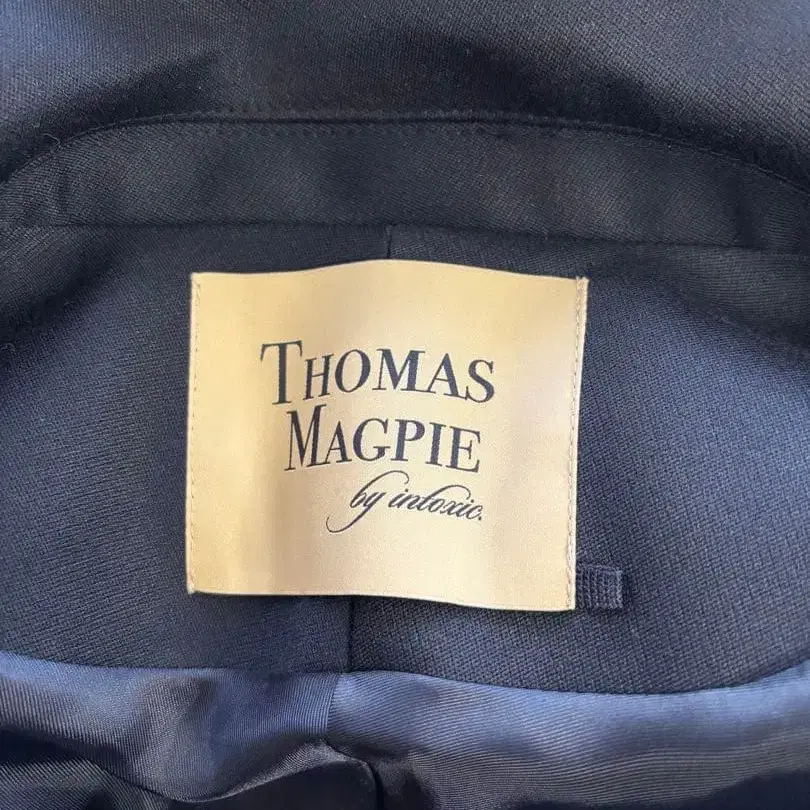 THOMAS
MAGPIE
by intoxic.